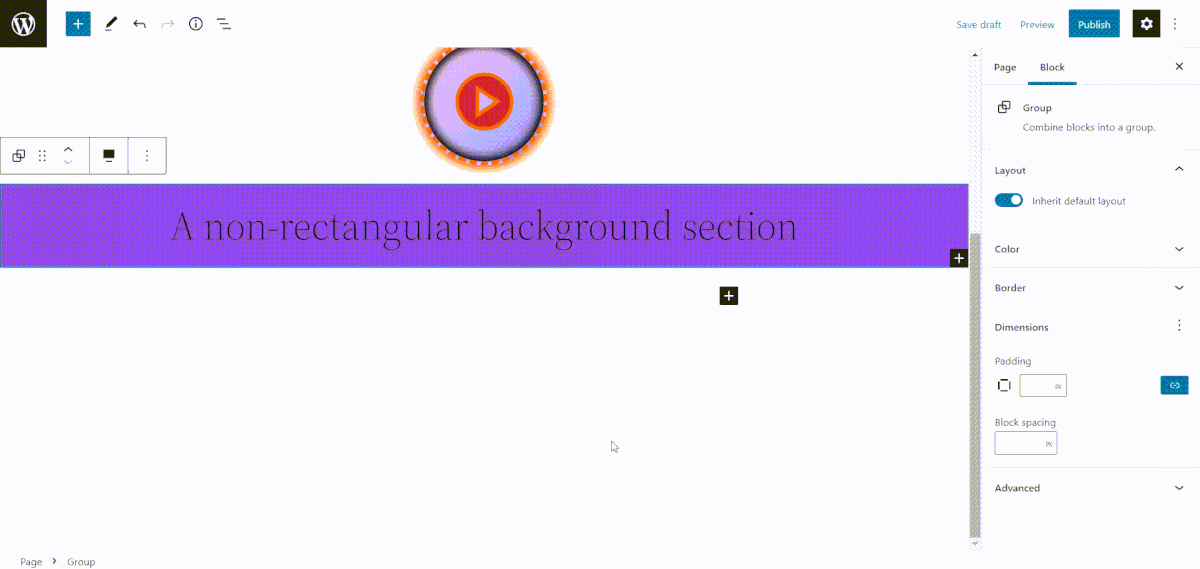 Save draft Preview Publish
Page Block
Group
Combine blocks into a group.
Layout
Inherit default layout
A non-rectangular background section
Color
Border
Dimensions
Padding
PX
Block spacing
PX
Advanced
Page Group